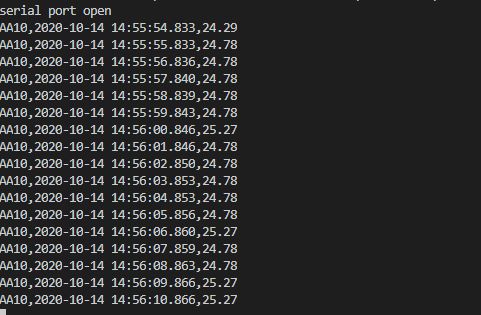 serial port open
AA10,2020-10-14 14:55:54.833,24.29
AA10,2020-10-14 14:55:55.833,24.78
AA10,2020-10-14 14:55:56.836,24.78
AA10,2020-10-14 14:55:57.840,24.78
AA10,2020-10-14 14:55:58.839,24.78
AA10,2020-10-14 14:55:59.843,24.78
AA10,2020-10-14 14:56:00.846,25.27
AA10,2020-10-14 14:56:01.846,24.78
AA10,2020-10-14 14:56:02.850,24.78
AA10,2020-10-14 14:56:03.853,24.78
AA10,2020-10-14 14:56:04.853,24.78
AA10,2020-10-14 14:56:05.856,24.78
AA10,2020-10-14 14:56:06.860,25.27
AA10,2020-10-14 14:56:07.859,24.78
AA10,2020-10-14 14:56:08.863,24.78
AA10,2020-10-14 14:56:09.866,25.27
AA10,2020-10-14 14:56:10.866,25.27